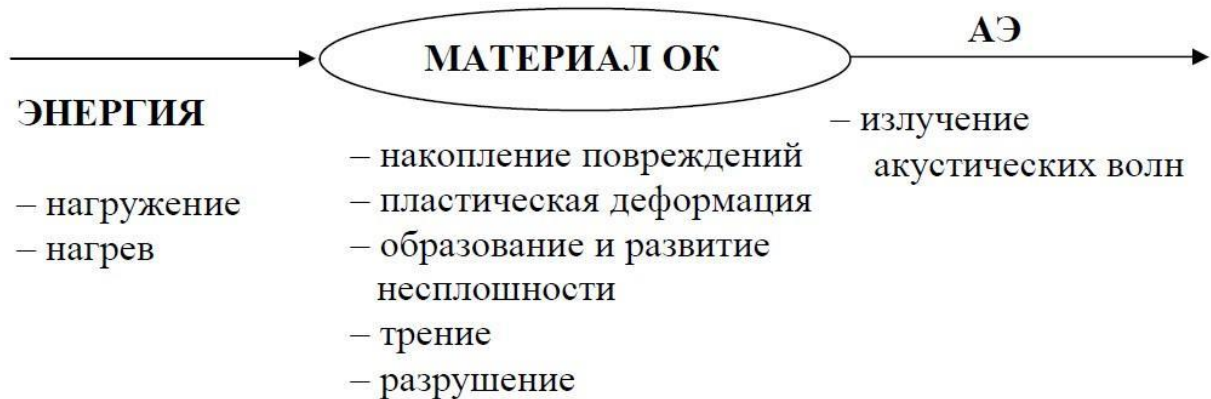 АЭ
МАТЕРИАЛ ОК
ЭНЕРГИЯ
– нагружение
– нагрев
– накопление повреждений
– пластическая деформация
– образование и развитие
несплошности
– трение
– разрушение
– излучение
акустических волн